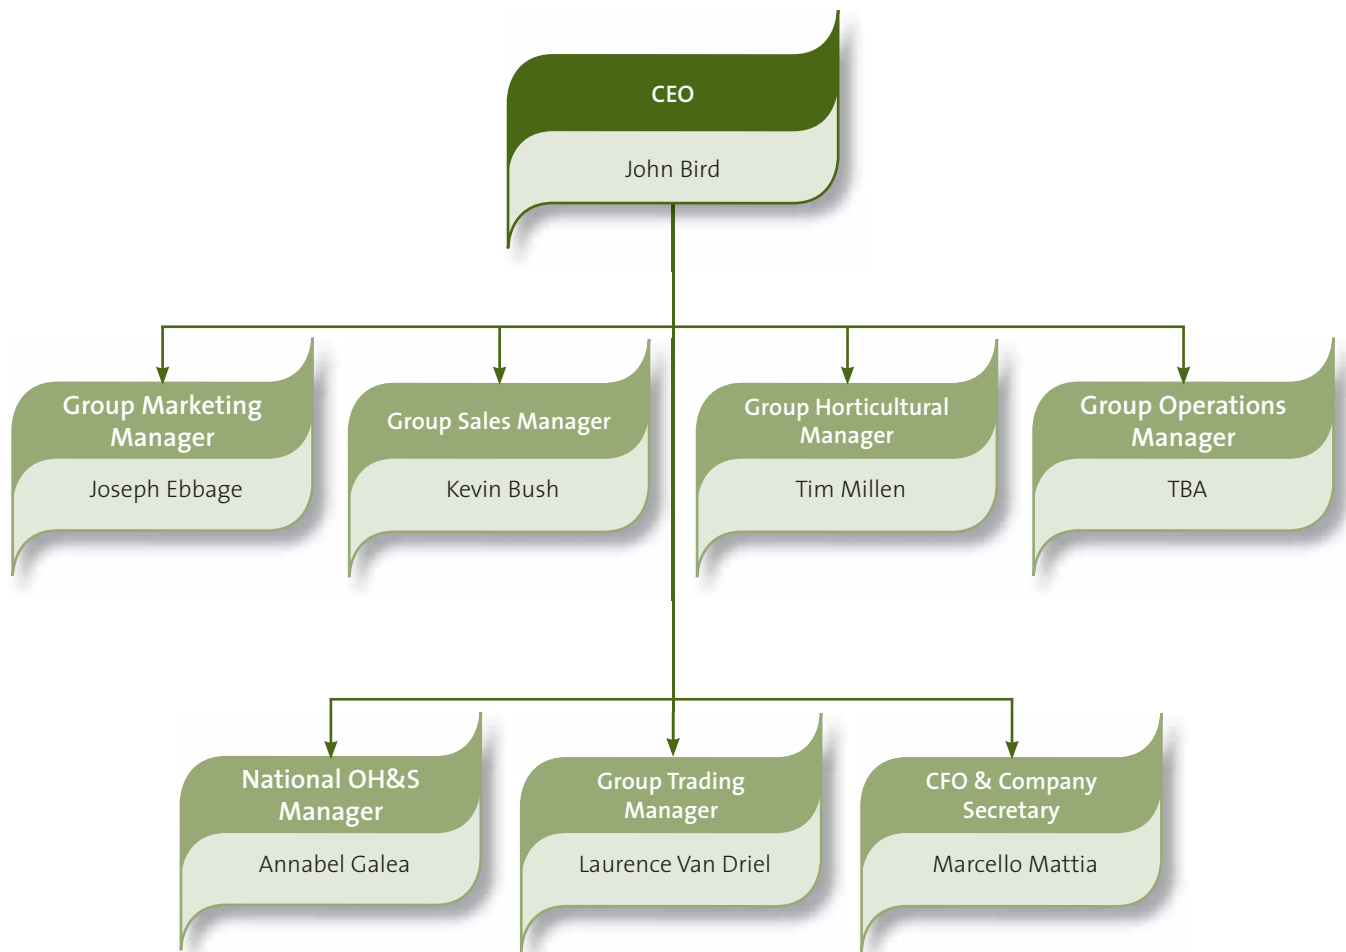 CEO
John Bird
Group Marketing
Manager
Joseph Ebbage
Group Sales Manager
Kevin Bush
Group Horticultural
Manager
Tim Millen
Group Operations
Manager
TBA
National OH&S
Manager
Annabel Galea
Group Trading
Manager
Laurence Van Driel
CFO & Company
Secretary
Marcello Mattia